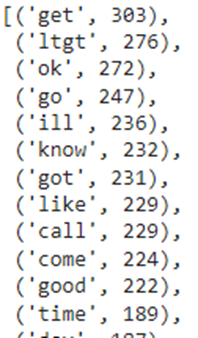 [('get', 303),
('ltgt', 276),
('ok', 272),
('go', 247),
('ill', 236),
('know', 232),
('got', 231),
('like', 229),
('call', 229),
('come', 224),
('good', 222),
('time', 189),